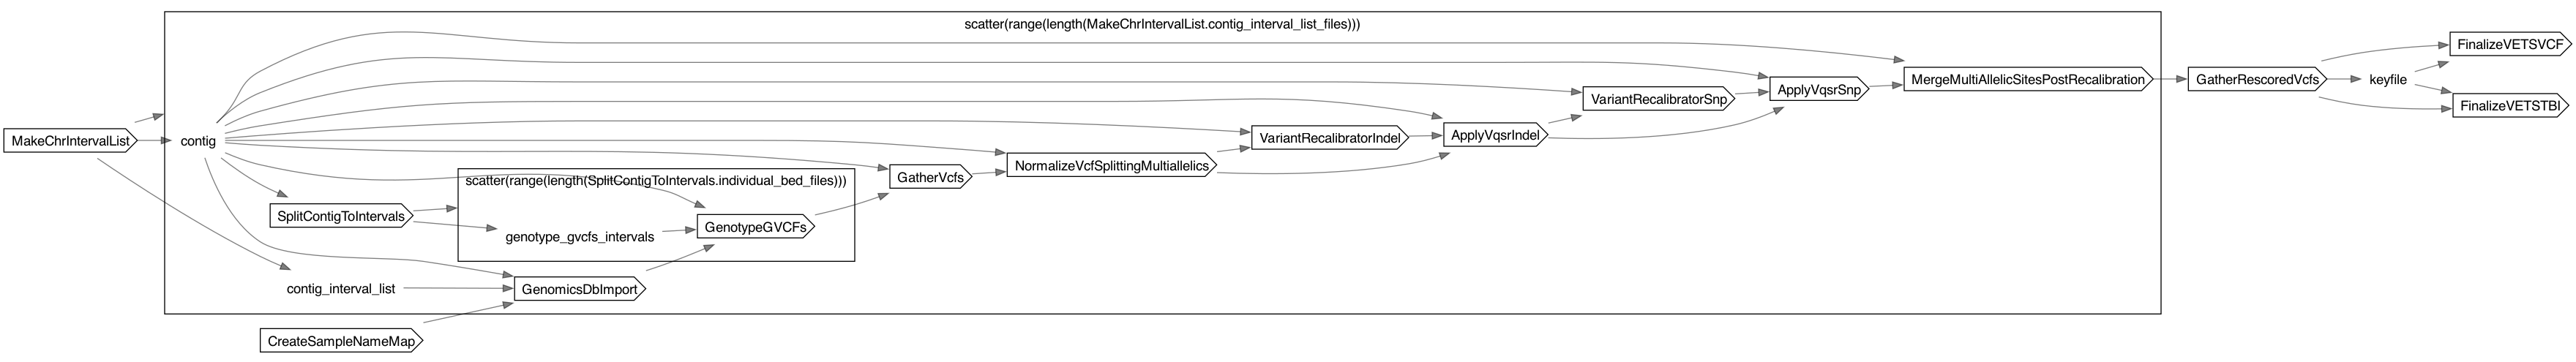 scatter(range(length(MakeChrIntervalList.contig_interval_list_files)))
FinalizeVETSVCF
MergeMultiAllelicSitesPostRecalibration
GatherRescoredVcfs
keyfile
ApplyVqsrSnp
VariantRecalibratorSnp
FinalizeVETSTBI
MakeChrIntervalList
contig
VariantRecalibratorIndel
ApplyVqsrIndel
NormalizeVcfSplittingMultiallelics
GatherVcfs
scatter(range(length(SplitContigToIntervals.individual_bed_files)))
SplitContigToIntervals
GenotypeGVCFs
genotype_gvcfs_intervals
contig_interval_list
GenomicsDbImport
CreateSampleNameMap